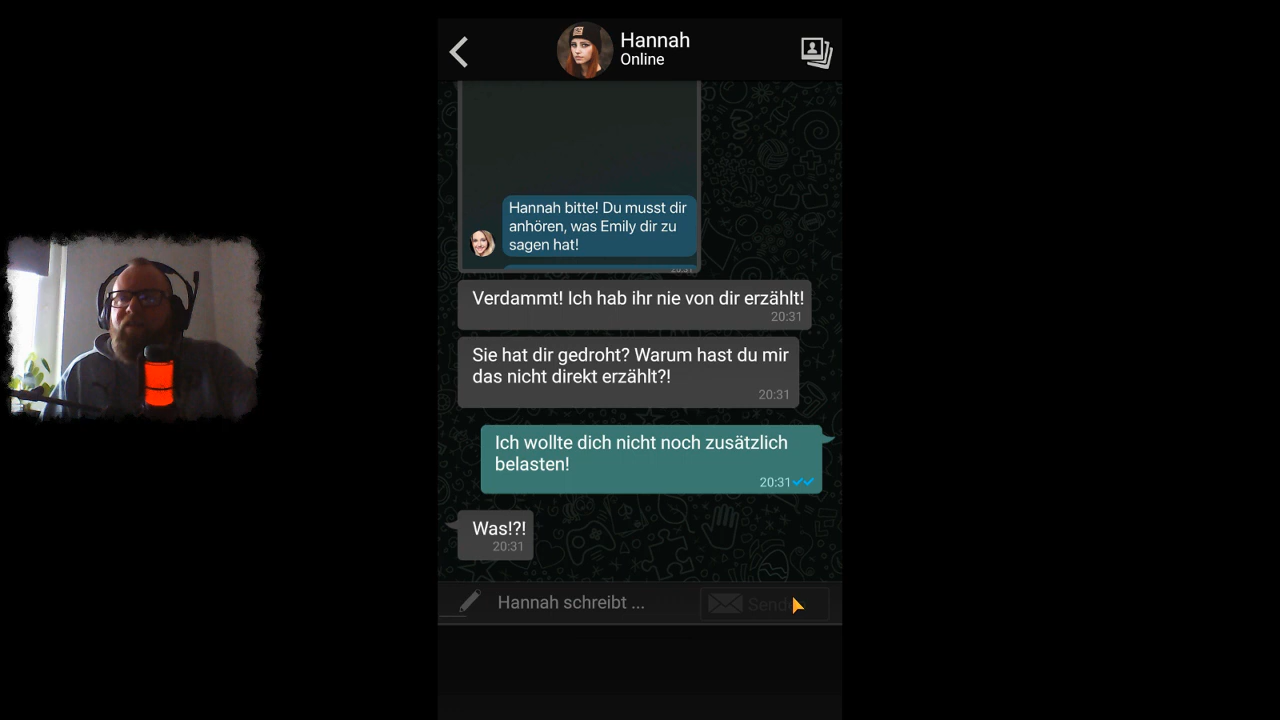 Hannah
Online
Hannah bitte! Du musst dir
anhören, was Emily dir zu
sagen hat!
20:31
Verdammt! Ich hab ihr nie von dir erzählt!
20:31
Sie hat dir gedroht? Warum hast du mir
das nicht direkt erzählt?!
20:31
Ich wollte dich nicht noch zusätzlich
belasten!
20:31
Was!?!
20:31
Hannah schreibt ...